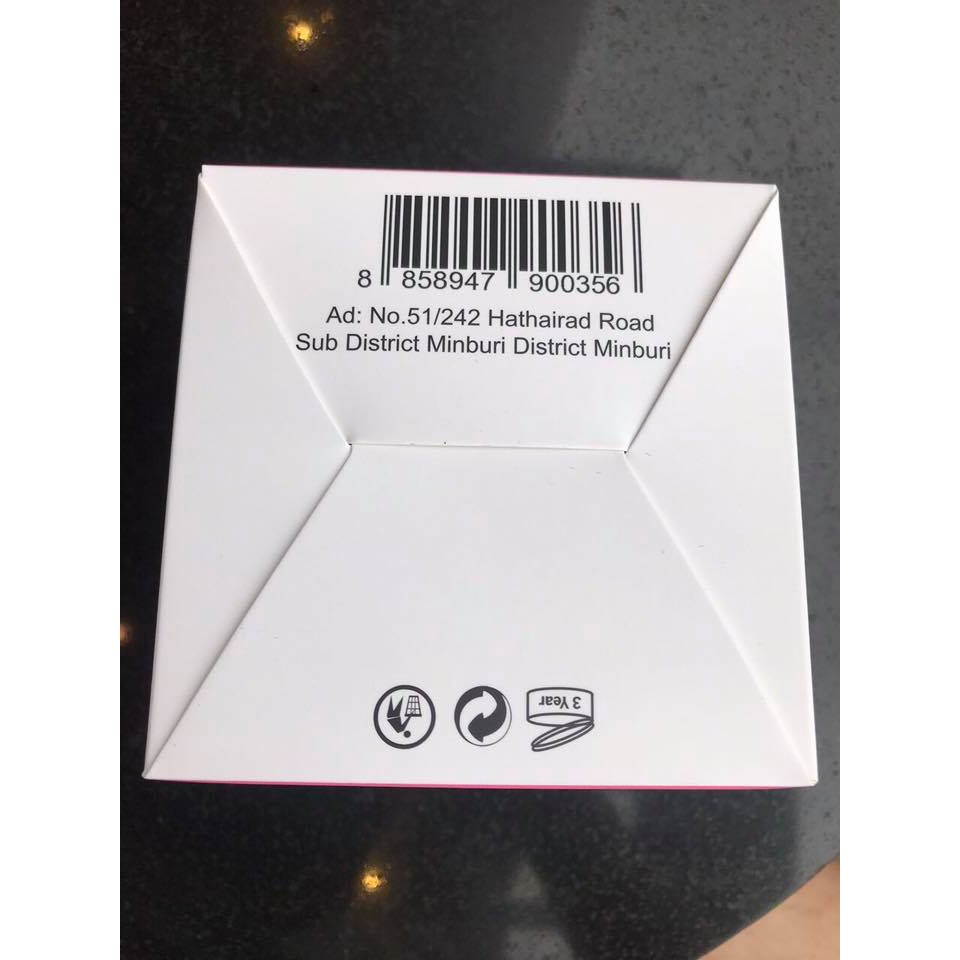 8 858947 900356
Ad: No.51/242 Hathairad Road
Sub District Minburi District Minburi
3 Year